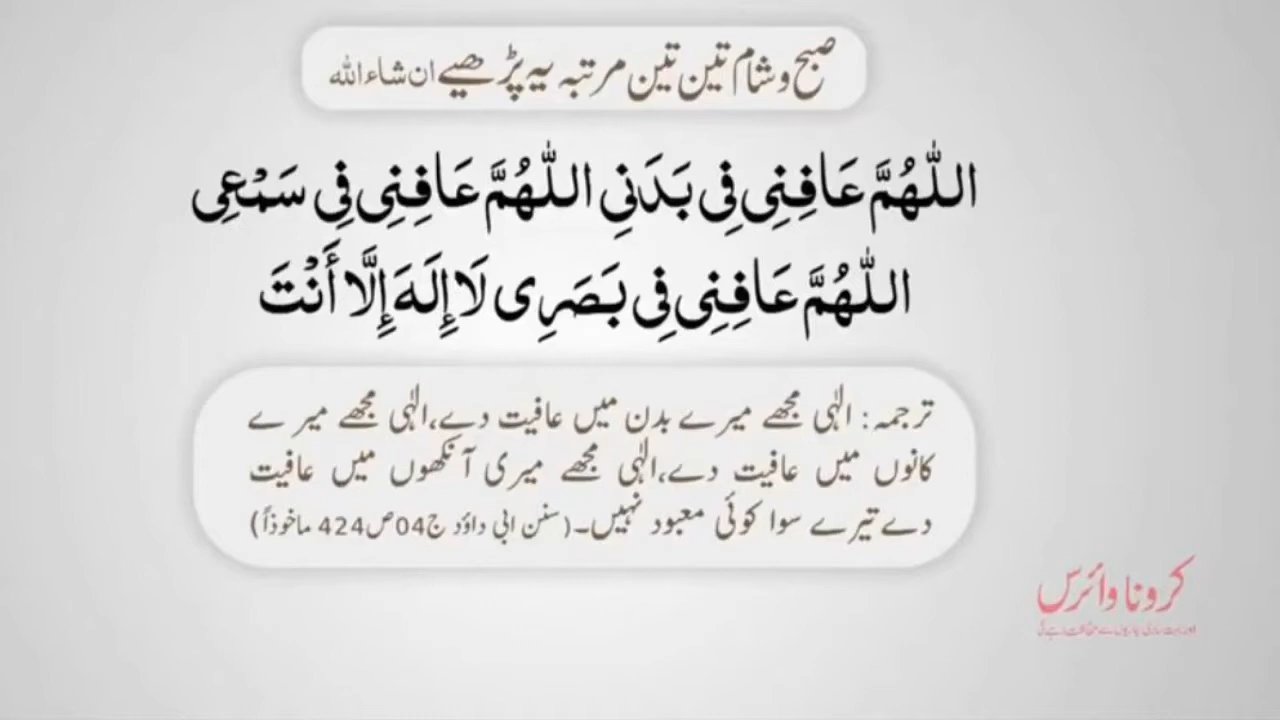 صبح و شام تین تین مرتبہ یہ پڑھیے ان شاء اللہ
اللّٰهُمَّ عَافِنِی فِی بَدَنِی اللّٰهُمَّ عَافِنِی فِی سَمْعِی
اللّٰهُمَّ عَافِنِی فِی بَصَرِی لَا إِلَهَ إِلَّا أَنْتَ
ترجمہ: الٰہی مجھے میرے بدن میں عافیت دے،الٰہی مجھے میرے
کانوں میں عافیت دے،الٰہی مجھے میری آنکھوں میں عافیت
دے تیرے سوا کوئی معبود نہیں۔(سنن ابی داؤد ج04ص424 ماخوذاً)
کرونا وائرس